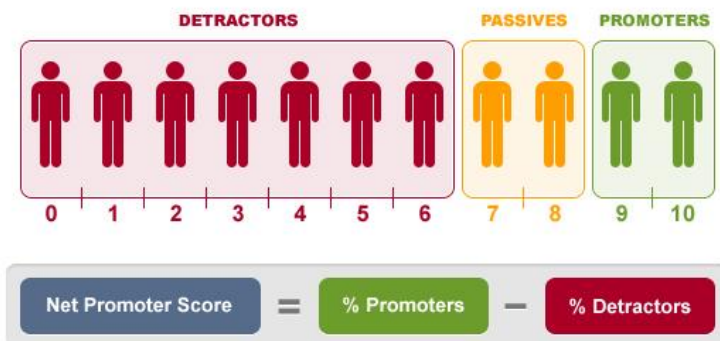 DETRACTORS PASSIVES PROMOTERS
0 1 2 3 4 5 6 7 8 9 10
Net Promoter Score = % Promoters − % Detractors